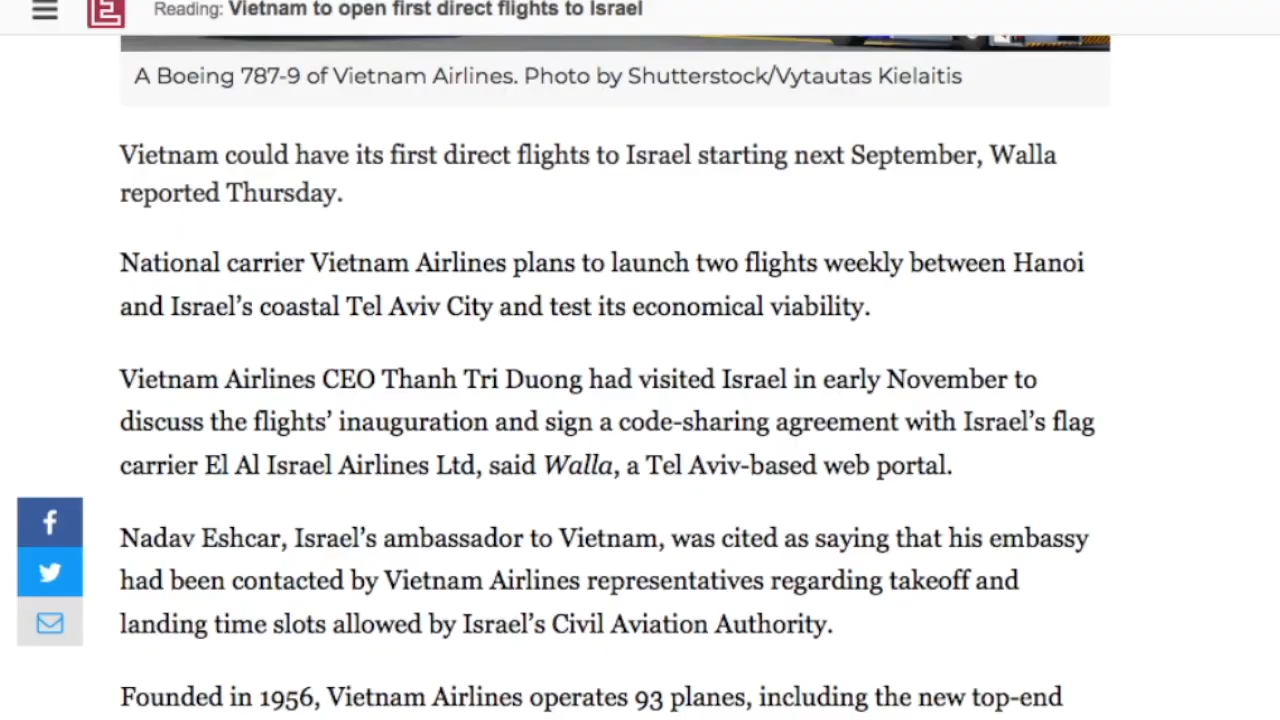 Reading: Vietnam to open first direct flights to Israel
A Boeing 787-9 of Vietnam Airlines. Photo by Shutterstock/Vytautas Kielaitis
Vietnam could have its first direct flights to Israel starting next September, Walla
reported Thursday.
National carrier Vietnam Airlines plans to launch two flights weekly between Hanoi
and Israel’s coastal Tel Aviv City and test its economical viability.
Vietnam Airlines CEO Thanh Tri Duong had visited Israel in early November to
discuss the flights’ inauguration and sign a code-sharing agreement with Israel’s flag
carrier El Al Israel Airlines Ltd, said Walla, a Tel Aviv-based web portal.
Nadav Eshcar, Israel’s ambassador to Vietnam, was cited as saying that his embassy
had been contacted by Vietnam Airlines representatives regarding takeoff and
landing time slots allowed by Israel’s Civil Aviation Authority.
Founded in 1956, Vietnam Airlines operates 93 planes, including the new top-end